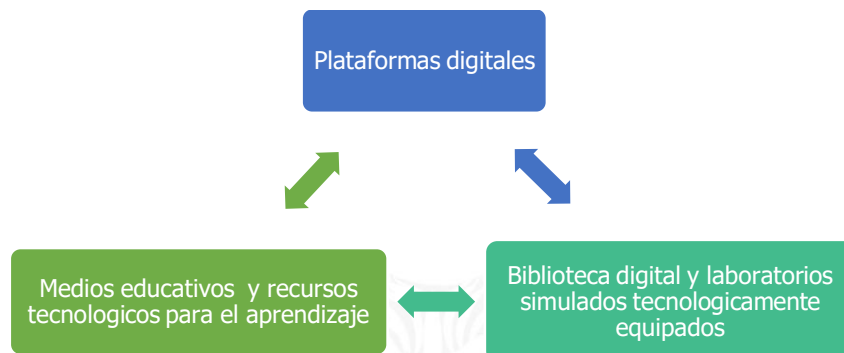 Plataformas digitales
Medios educativos y recursos
tecnologicos para el aprendizaje
Biblioteca digital y laboratorios
simulados tecnologicamente
equipados